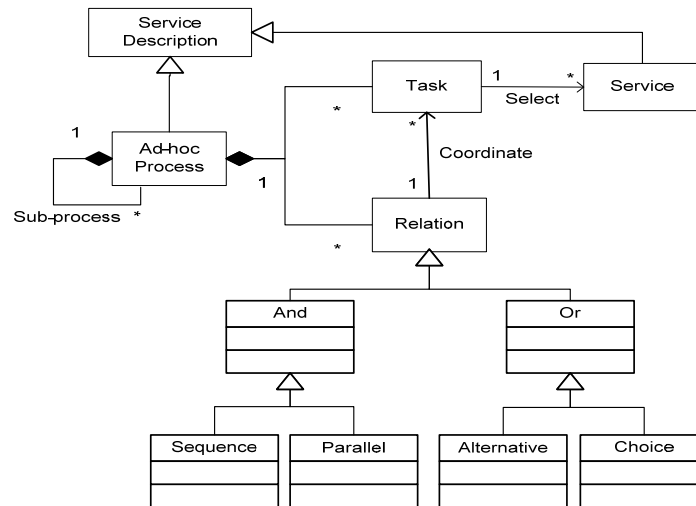 Service
Description
Task
1
*
Select
Service
*
1
Ad-hoc
Process
*
Coordinate
1
1
Sub-process
*
Relation
*
And
Or
Sequence
Parallel
Alternative
Choice